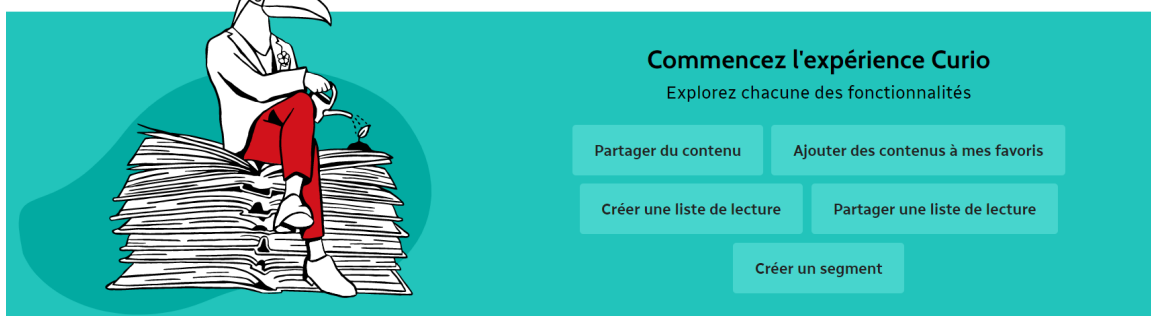 Commencez l'expérience Curio
Explorez chacune des fonctionnalités
Partager du contenu
Ajouter des contenus à mes favoris
Créer une liste de lecture
Partager une liste de lecture
Créer un segment